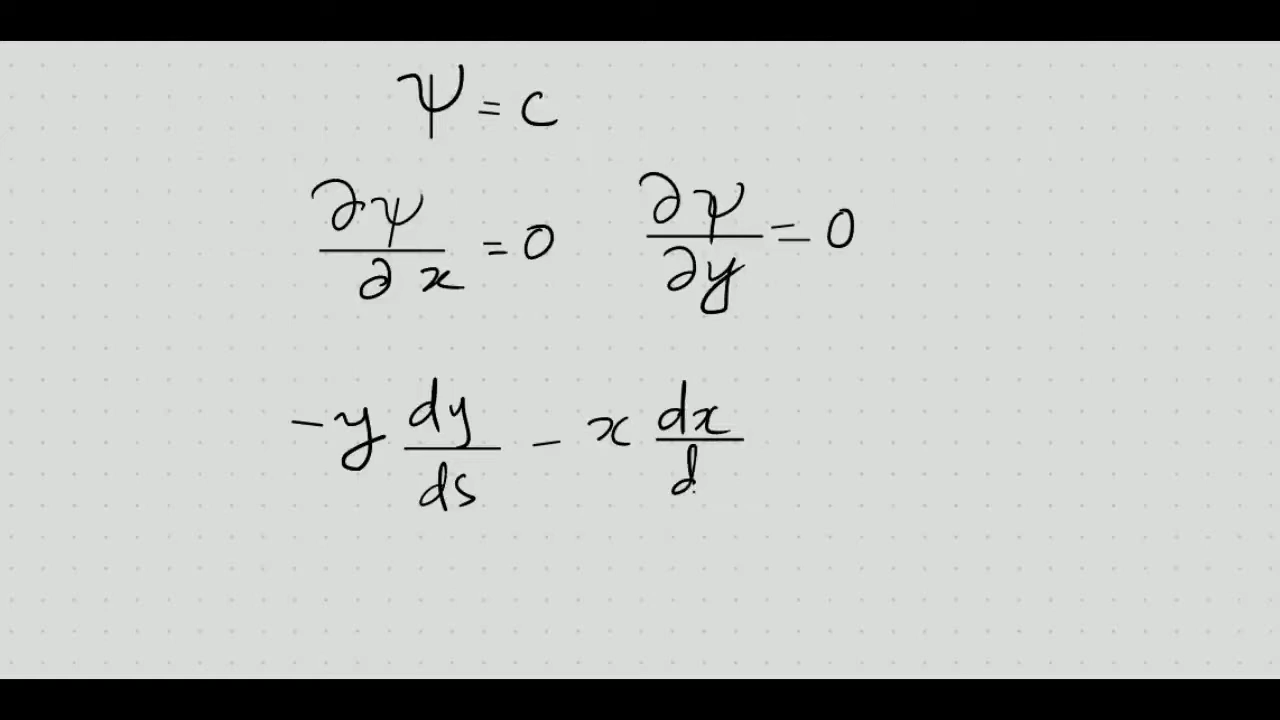 ψ = c
∂ψ/∂x = 0   ∂ψ/∂y = 0
-y dy/ds - x dx/d